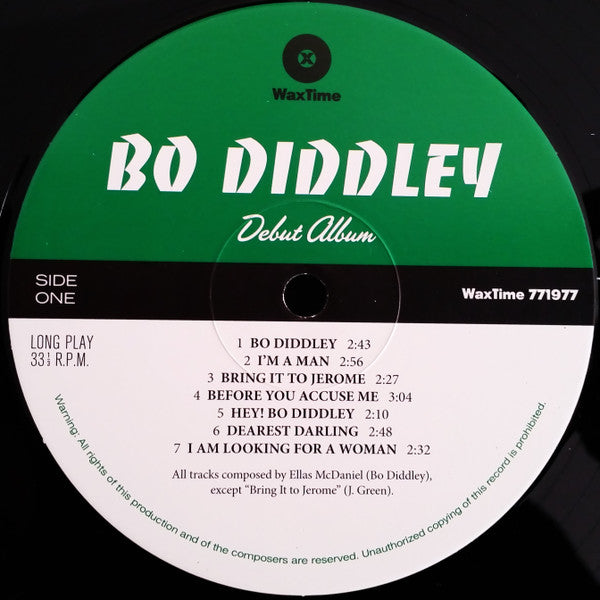 WaxTime
BO DIDDLEY
Debut Album
SIDE
ONE
WaxTime 771977
LONG PLAY
33 1/3 R.P.M.
1 BO DIDDLEY 2:43
2 I'M A MAN 2:56
3 BRING IT TO JEROME 2:27
4 BEFORE YOU ACCUSE ME 3:04
5 HEY! BO DIDDLEY 2:10
6 DEAREST DARLING 2:48
7 I AM LOOKING FOR A WOMAN 2:32
All tracks composed by Ellas McDaniel (Bo Diddley),
except “Bring It to Jerome” (J. Green).
Warning: All rights of this production and of the composers are reserved. Unauthorized copying of this record is prohibited.